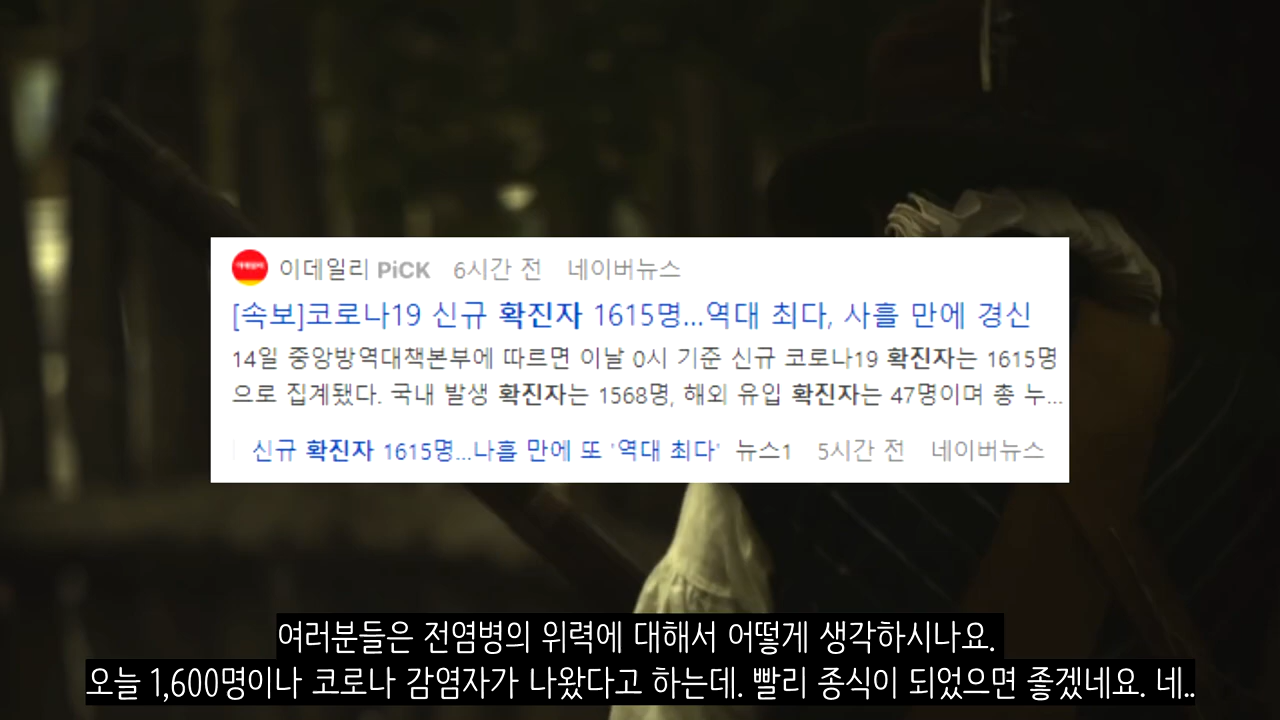 이데일리 PiCK 6시간 전 네이버뉴스
[속보]코로나19 신규 확진자 1615명...역대 최다, 사흘 만에 경신
14일 중앙방역대책본부에 따르면 이날 0시 기준 신규 코로나19 확진자는 1615명
으로 집계됐다. 국내 발생 확진자는 1568명, 해외 유입 확진자는 47명이며 총 누...
신규 확진자 1615명...나흘 만에 또 '역대 최다' 뉴스1 5시간 전 네이버뉴스
여러분들은 전염병의 위력에 대해서 어떻게 생각하시나요.
오늘 1,600명이나 코로나 감염자가 나왔다고 하는데. 빨리 종식이 되었으면 좋겠네요. 네..